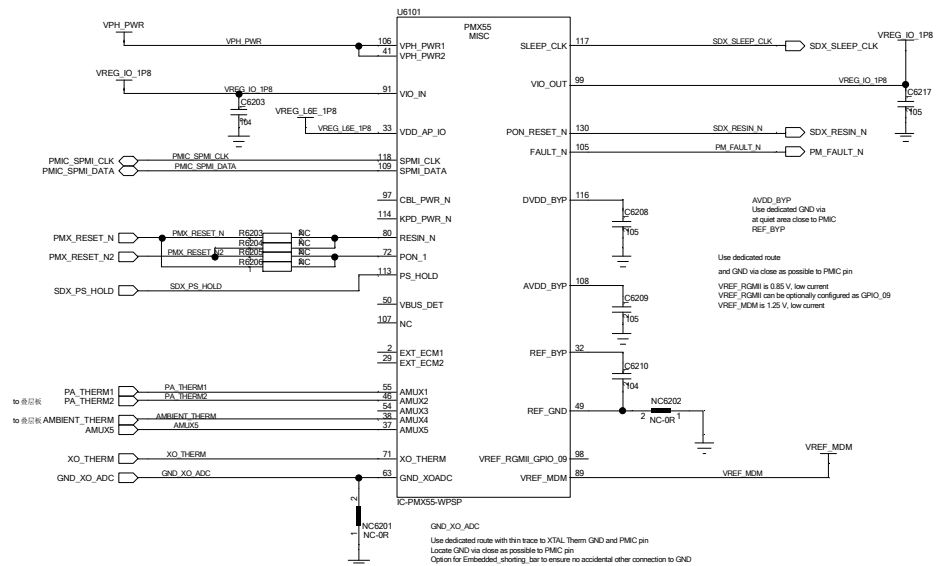 U6101
PMX55
MISC
VPH_PWR
VPH_PWR
106 VPH_PWR1
41 VPH_PWR2
VREG_IO_1P8
VREG_IO_1P8
91 VIO_IN
C6203
104
VREG_L6E_1P8
VREG_L6E_1P8
33 VDD_AP_IO
PMIC_SPMI_CLK PMIC_SPMI_CLK 118 SPMI_CLK
PMIC_SPMI_DATA PMIC_SPMI_DATA 109 SPMI_DATA
97 CBL_PWR_N
114 KPD_PWR_N
PMX_RESET_N PMX_RESET_N R6203 NC 80 RESIN_N
R6204 NC
PMX_RESET_N2 PMX_RESET_N2 R6205 NC 72 PON_1
R6206 NC
113 PS_HOLD
SDX_PS_HOLD SDX_PS_HOLD
50 VBUS_DET
107 NC
2 EXT_ECM1
29 EXT_ECM2
PA_THERM1 PA_THERM1 55 AMUX1
to 叠层板 PA_THERM2 PA_THERM2 46 AMUX2
54 AMUX3
to 叠层板 AMBIENT_THERM AMBIENT_THERM 38 AMUX4
AMUX5 AMUX5 37 AMUX5
XO_THERM XO_THERM 71 XO_THERM
GND_XO_ADC GND_XO_ADC 63 GND_XOADC
2
NC6201
1 NC-0R
IC-PMX55-WPSP
SLEEP_CLK 117 SDX_SLEEP_CLK SDX_SLEEP_CLK
VREG_IO_1P8
VIO_OUT 99 VREG_IO_1P8
C6217
105
PON_RESET_N 130 SDX_RESIN_N SDX_RESIN_N
FAULT_N 105 PM_FAULT_N PM_FAULT_N
DVDD_BYP 116
C6208
105
AVDD_BYP 108
C6209
105
REF_BYP 32
C6210
104
REF_GND 49 NC6202
2 NC-0R 1
VREF_RGMII_GPIO_09 98
VREF_MDM 89 VREF_MDM
VREF_MDM
AVDD_BYP
Use dedicated GND via
at quiet area close to PMIC
REF_BYP
Use dedicated route
and GND via close as possible to PMIC pin
VREF_RGMII is 0.85 V, low current
VREF_RGMII can be optionally configured as GPIO_09
VREF_MDM is 1.25 V, low current
GND_XO_ADC
Use dedicated route with thin trace to XTAL Therm GND and PMIC pin
Locate GND via close as possible to PMIC pin
Option for Embedded_shorting_bar to ensure no accidental other connection to GND